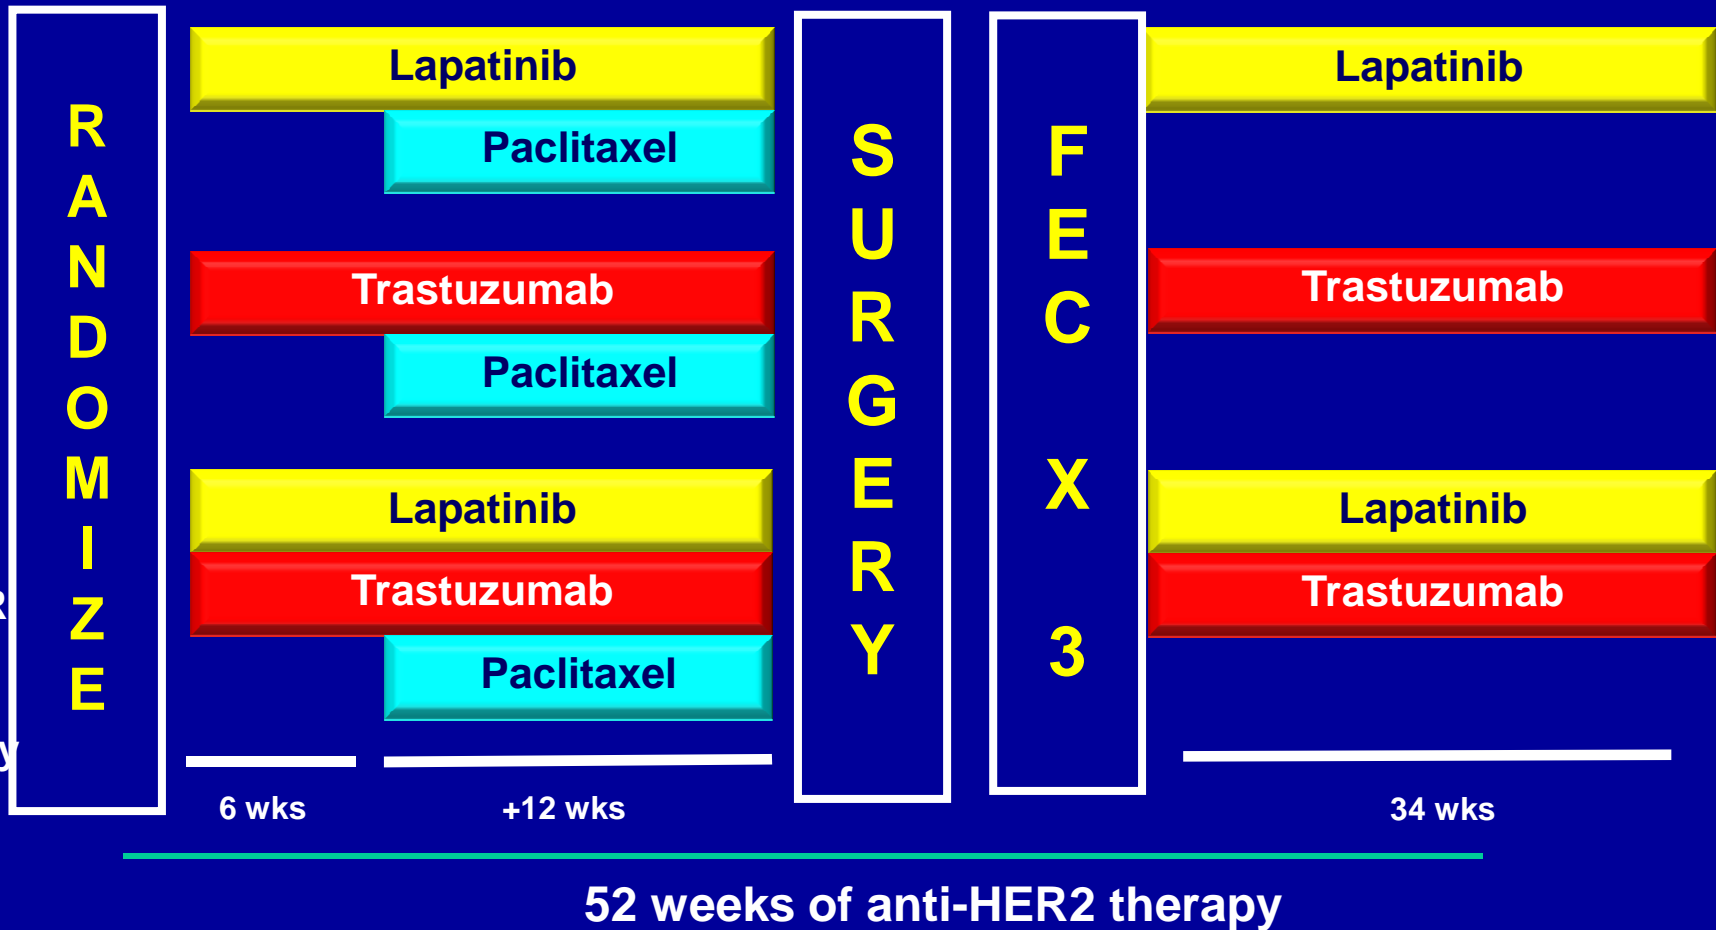 RANDOMIZE
Lapatinib
Paclitaxel
Trastuzumab
Paclitaxel
Lapatinib
Trastuzumab
Paclitaxel
SURGERY
FEC X 3
Lapatinib
Trastuzumab
Lapatinib
Trastuzumab
R
y
6 wks
+12 wks
34 wks
52 weeks of anti-HER2 therapy